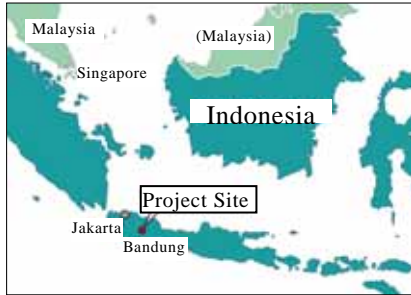 Malaysia
(Malaysia)
Singapore
Indonesia
Project Site
Jakarta
Bandung